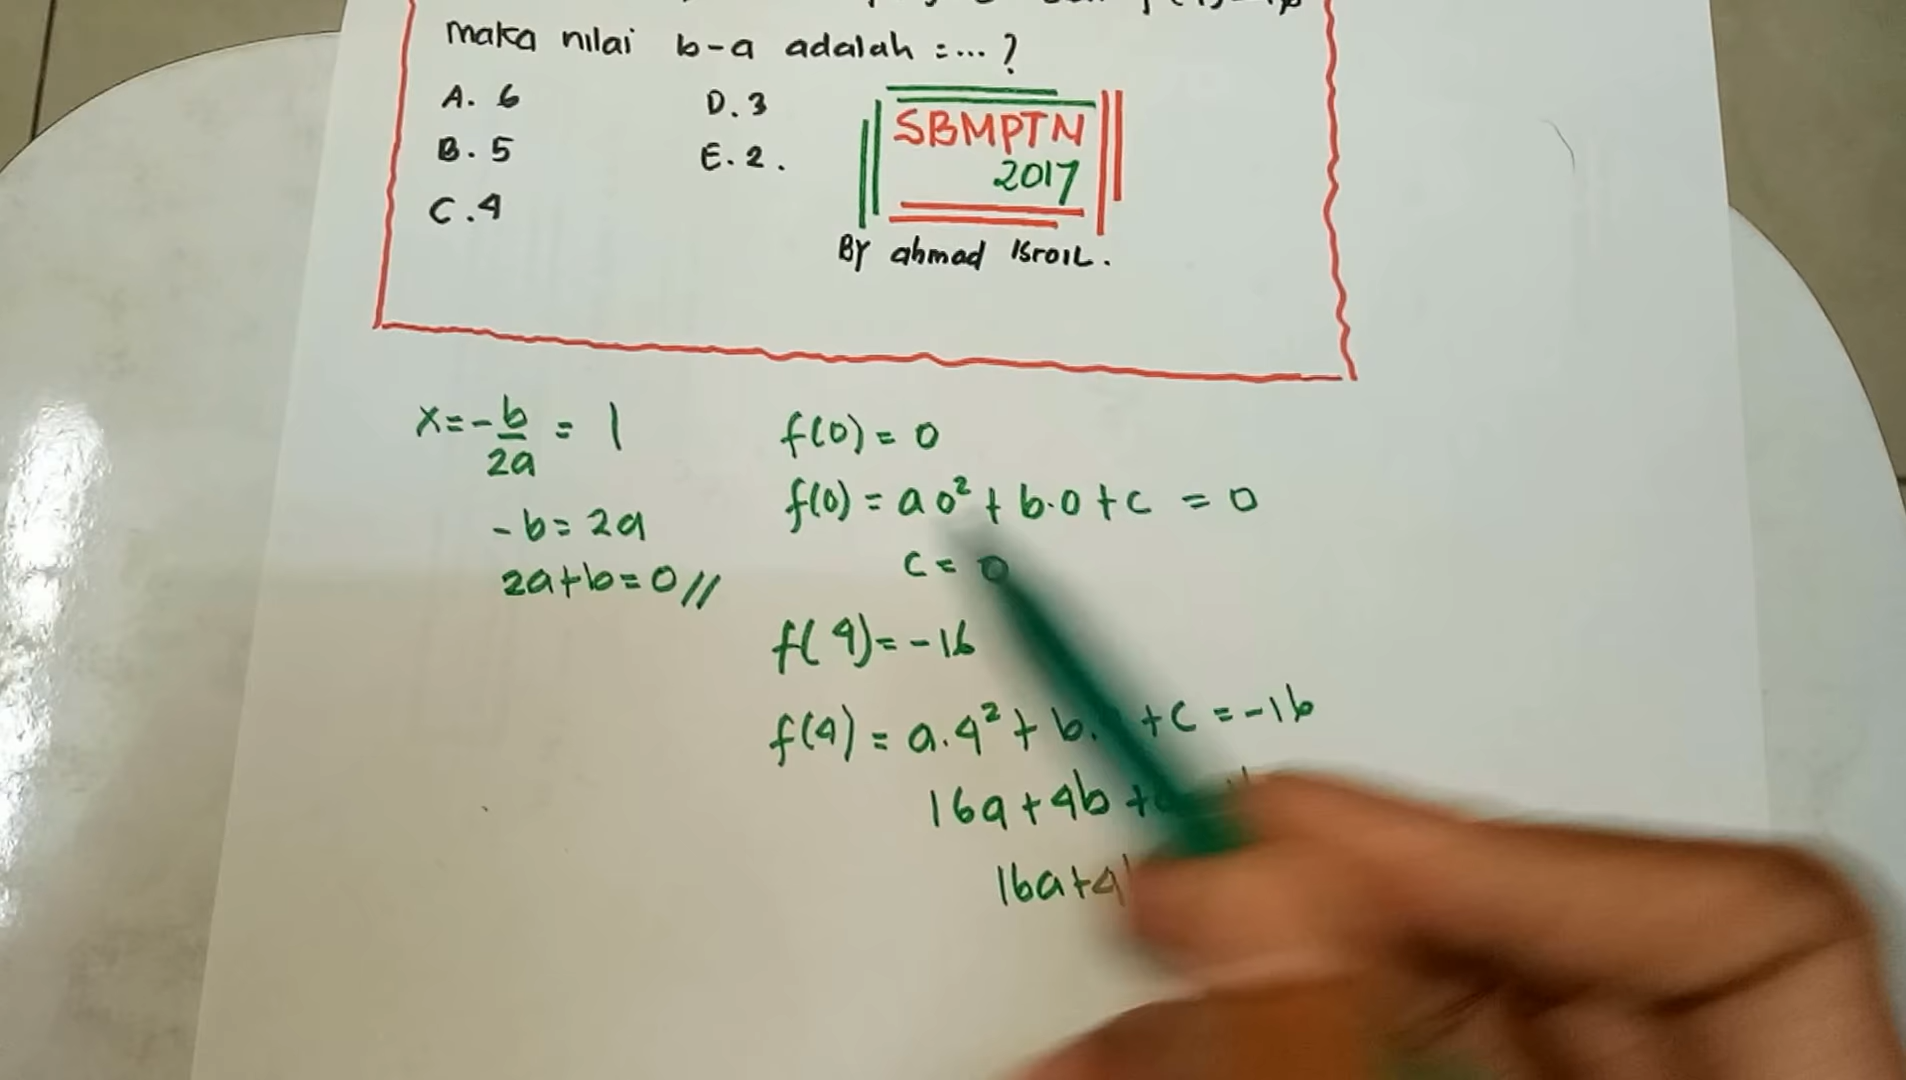 maka nilai b-a adalah = ... ?
A. 6
B. 5
C. 4
D. 3
E. 2.
SBMPTN
2017
BY ahmad ISROIL.
x = - b/2a = 1
- b = 2a
2a + b = 0 //
f(0) = 0
f(0) = a 0² + b.0 + c = 0
c = 0
f(4) = -16
f(4) = a.4² + b. + c = -16
16a + 4b +
16a + 4